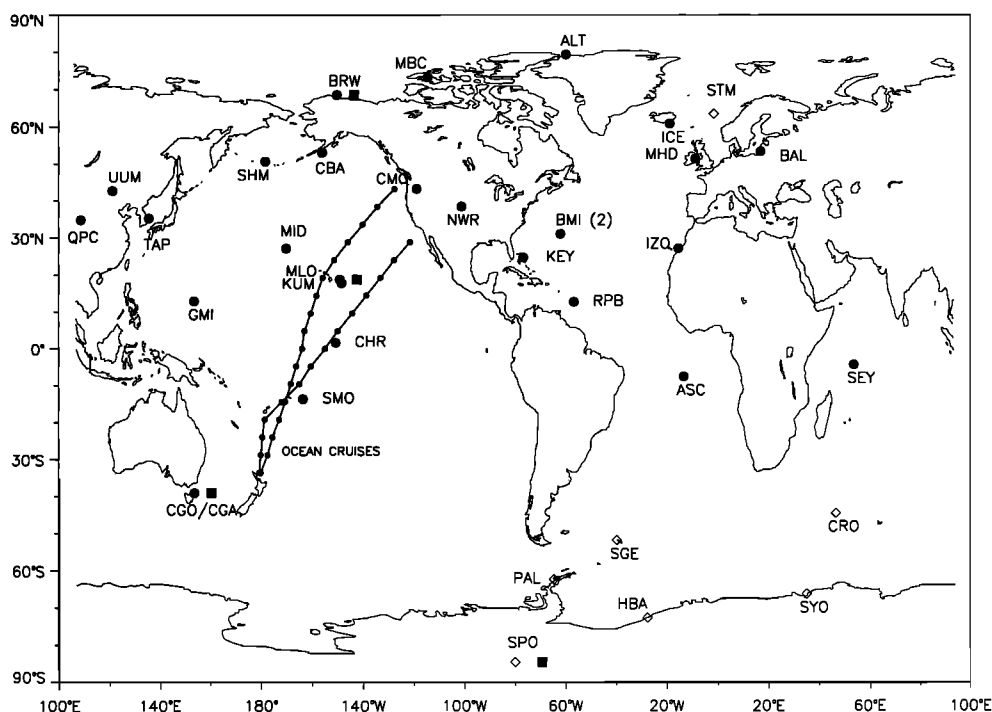 90°N
ALT
MBC
BRW
STM
60°N
ICE
MHD
BAL
SHM
CBA
CMO
UUM
NWR
BMI (2)
30°N
QPC
TAP
MID
KEY
IZO
MLO
KUM
GMI
RPB
0°
CHR
SEY
ASC
SMO
OCEAN CRUISES
30°S
CGO/CGA
CRO
SGE
60°S
PAL
HBA
SYO
SPO
90°S
100°E 140°E 180° 140°W 100°W 60°W 20°W 20°E 60°E 100°E